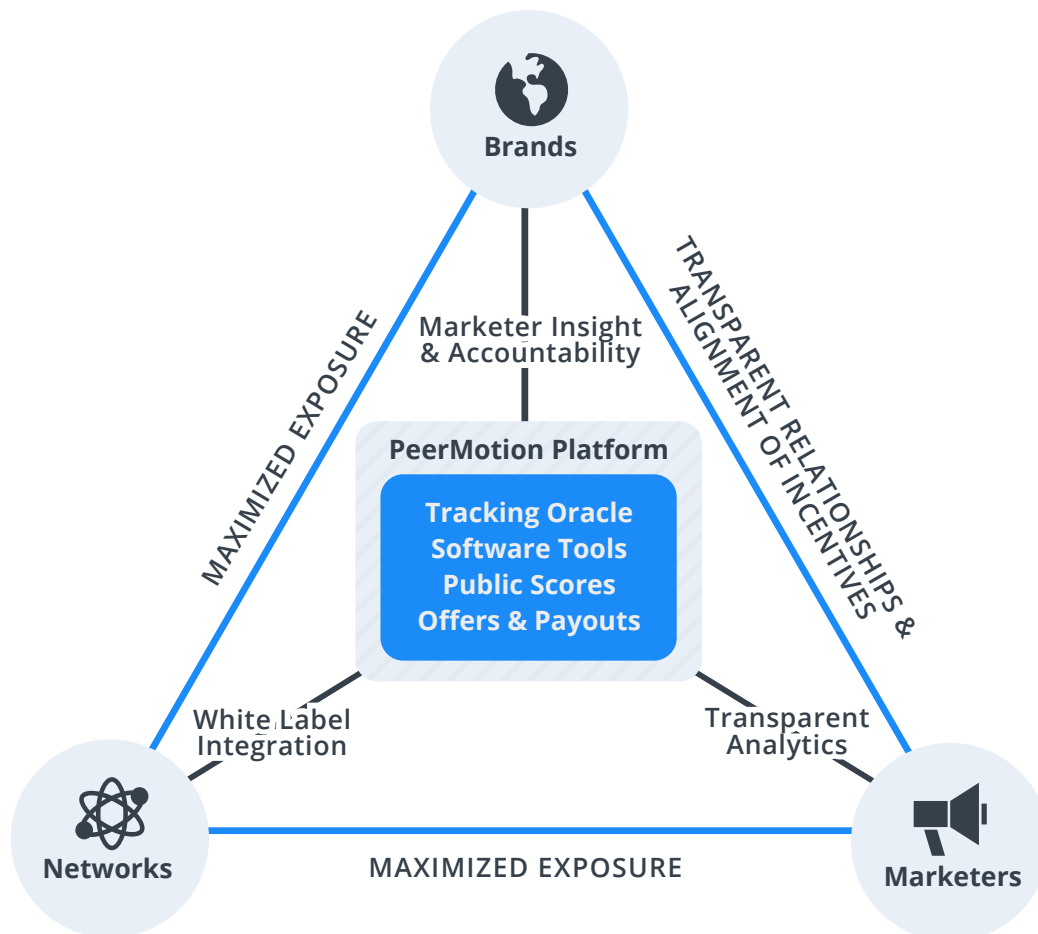 Brands
TRANSPARENT RELATIONSHIPS &
ALIGNMENT OF INCENTIVES
MAXIMIZED EXPOSURE
Marketer Insight
& Accountability
PeerMotion Platform
Tracking Oracle
Software Tools
Public Scores
Offers & Payouts
White Label
Integration
Transparent
Analytics
Networks
MAXIMIZED EXPOSURE
Marketers